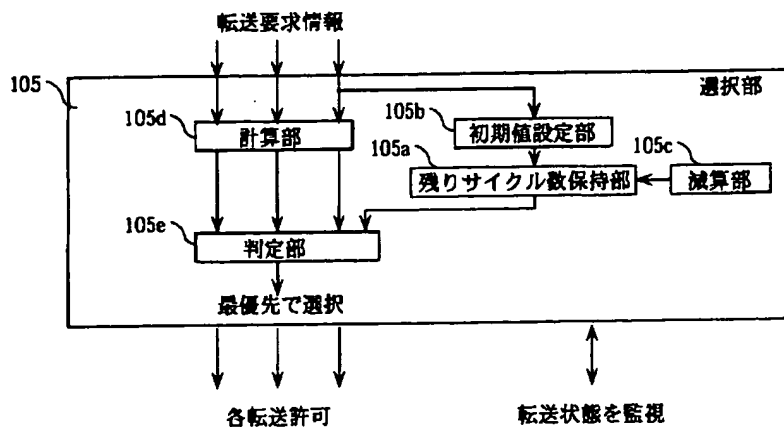 転送要求情報
105
選択部
105d
計算部
105b
初期値設定部
105a
残りサイクル数保持部
105c
減算部
105e
判定部
最優先で選択
各転送許可
転送状態を監視